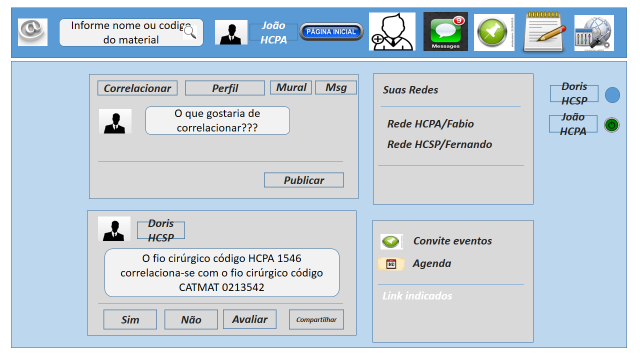 Informe nome ou codigo
do material
João
HCPA
PÁGINA INICIAL
9
Messages
Correlacionar
Perfil
Mural
Msg
O que gostaria de
correlacionar???
Publicar
Suas Redes
Rede HCPA/Fabio
Rede HCSP/Fernando
Doris
HCSP
João
HCPA
Doris
HCSP
O fio cirúrgico código HCPA 1546
correlaciona-se com o fio cirúrgico código
CATMAT 0213542
Sim
Não
Avaliar
Compartilhar
Convite eventos
Agenda
Link indicados